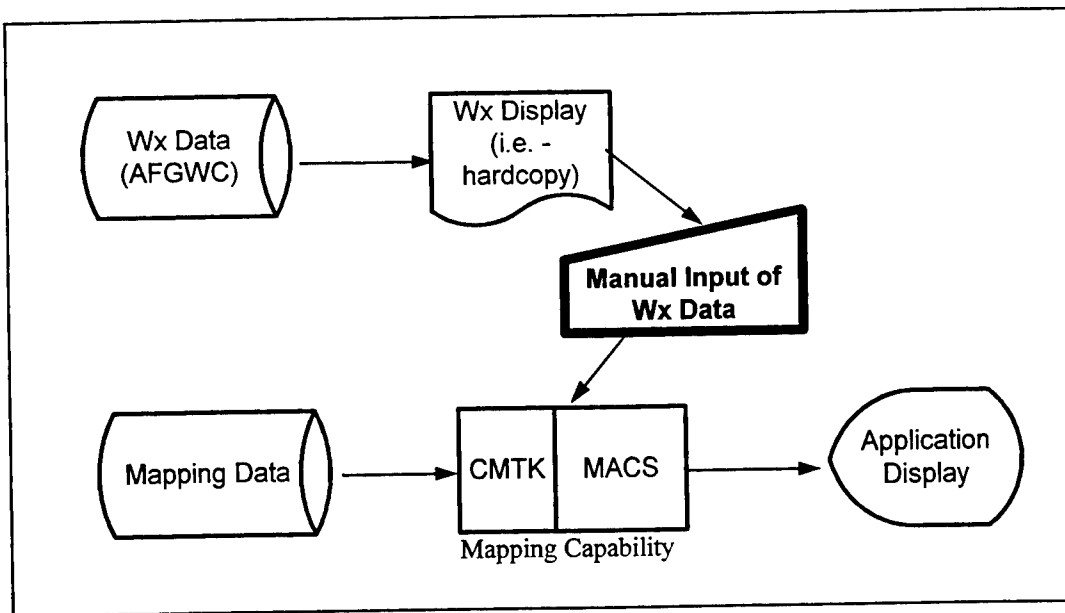 Wx Data
(AFGWC)
Wx Display
(i.e. -
hardcopy)
Manual Input of
Wx Data
Mapping Data
CMTK
MACS
Mapping Capability
Application
Display